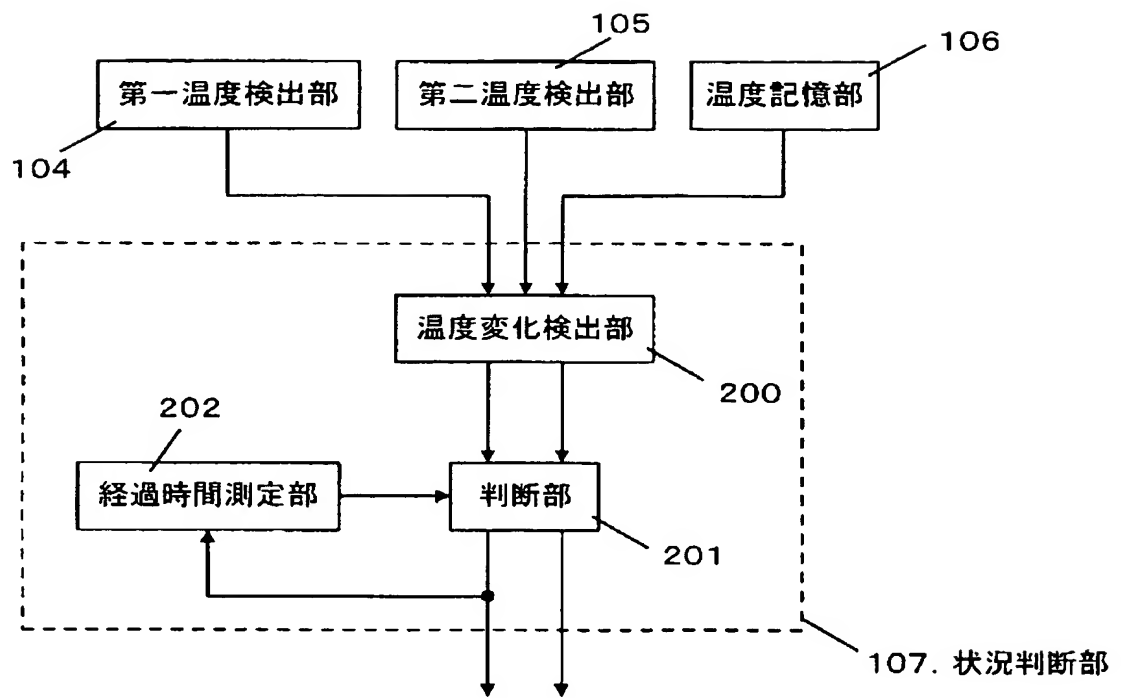 105
106
第一温度検出部
第二温度検出部
温度記憶部
104
温度変化検出部
200
202
経過時間測定部
判断部
201
107. 状況判断部